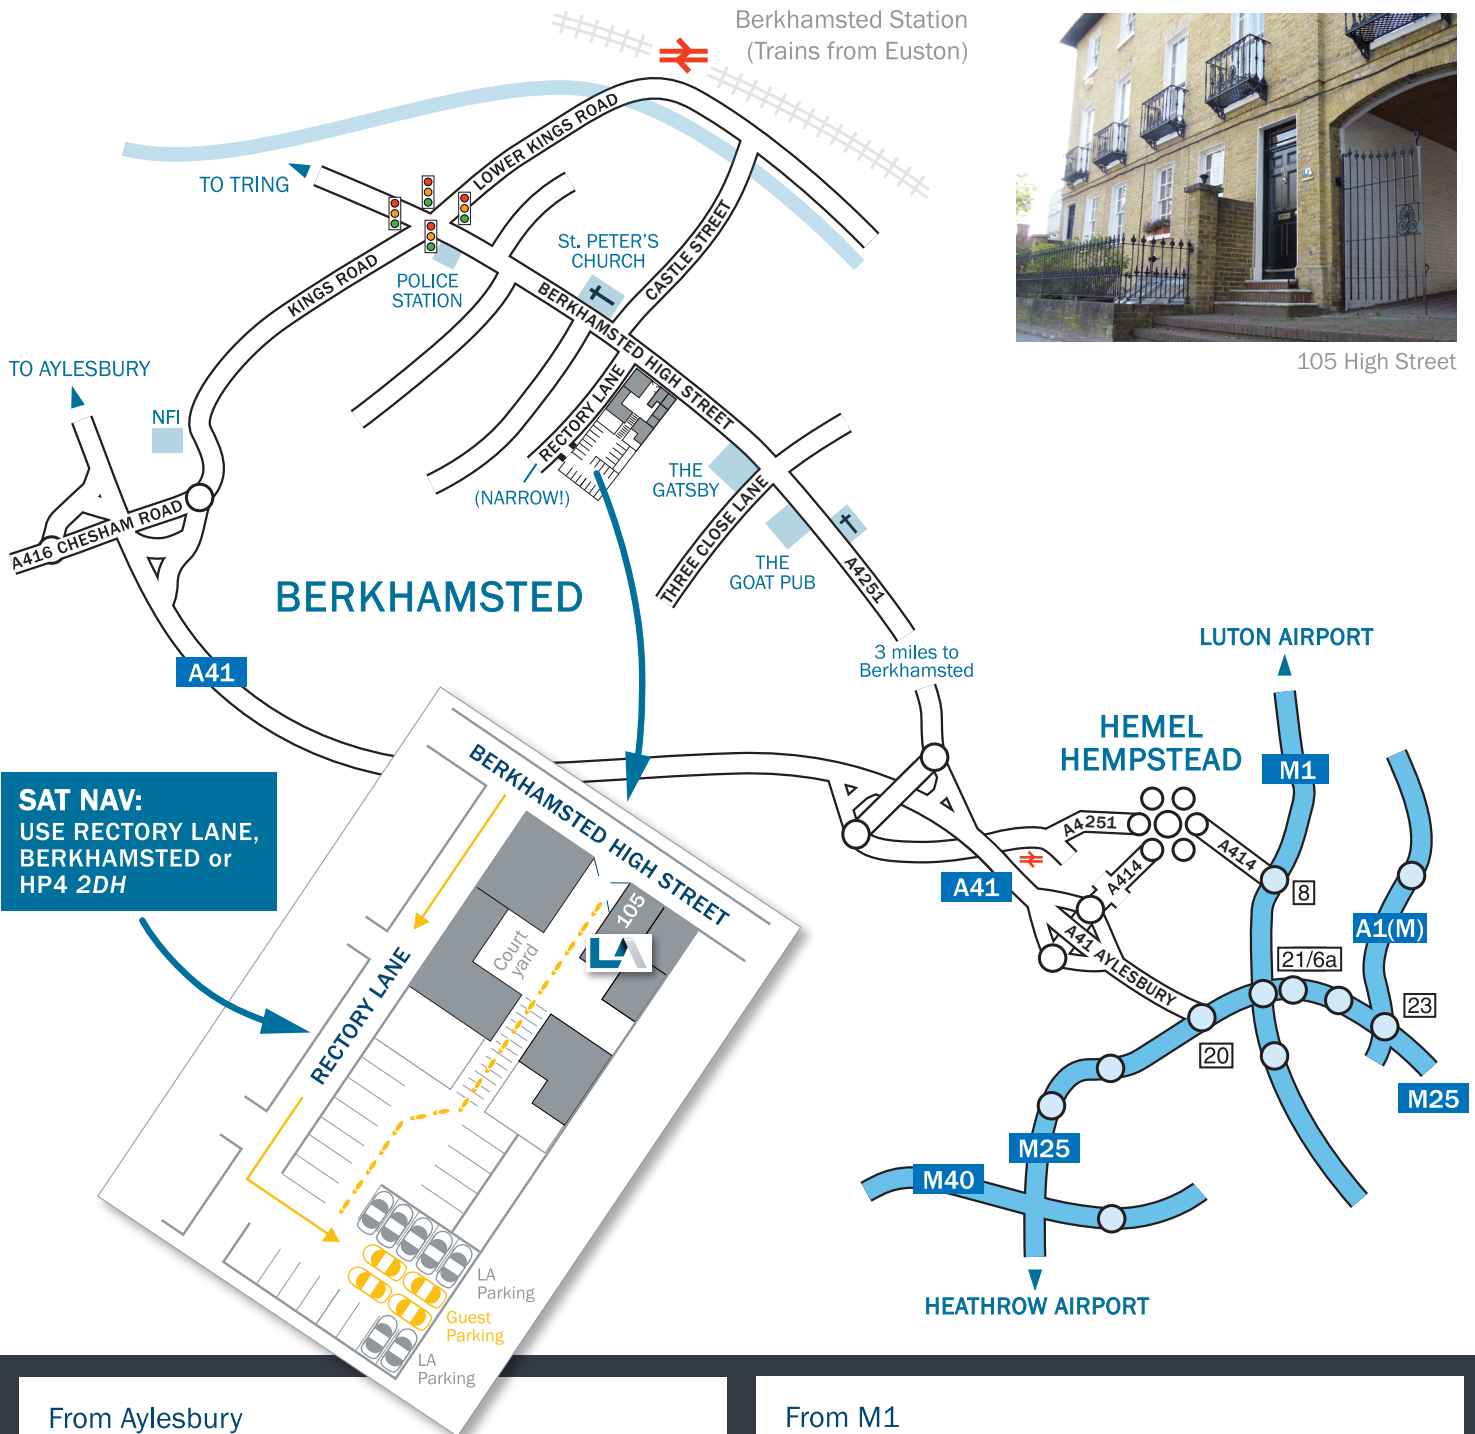 Berkhamsted Station
(Trains from Euston)
105 High Street
TO TRING
LOWER KINGS ROAD
KINGS ROAD
POLICE
STATION
St. PETER'S
CHURCH
CASTLE STREET
BERKHAMSTED HIGH STREET
RECTORY LANE
(NARROW!)
TO AYLESBURY
NFI
A416 CHESHAM ROAD
THE
GATSBY
THREE CLOSE LANE
THE
GOAT PUB
A4251
BERKHAMSTED
A41
3 miles to
Berkhamsted
LUTON AIRPORT
HEMEL
HEMPSTEAD
M1
A4251
A414
A414
8
A41
A1(M)
A41 AYLESBURY
21/6a
23
20
M25
M25
M40
HEATHROW AIRPORT
SAT NAV:
USE RECTORY LANE,
BERKHAMSTED or
HP4 2DH
BERKHAMSTED HIGH STREET
105
LA
Court
yard
RECTORY LANE
LA
Parking
Guest
Parking
LA
Parking
From Aylesbury
From M1